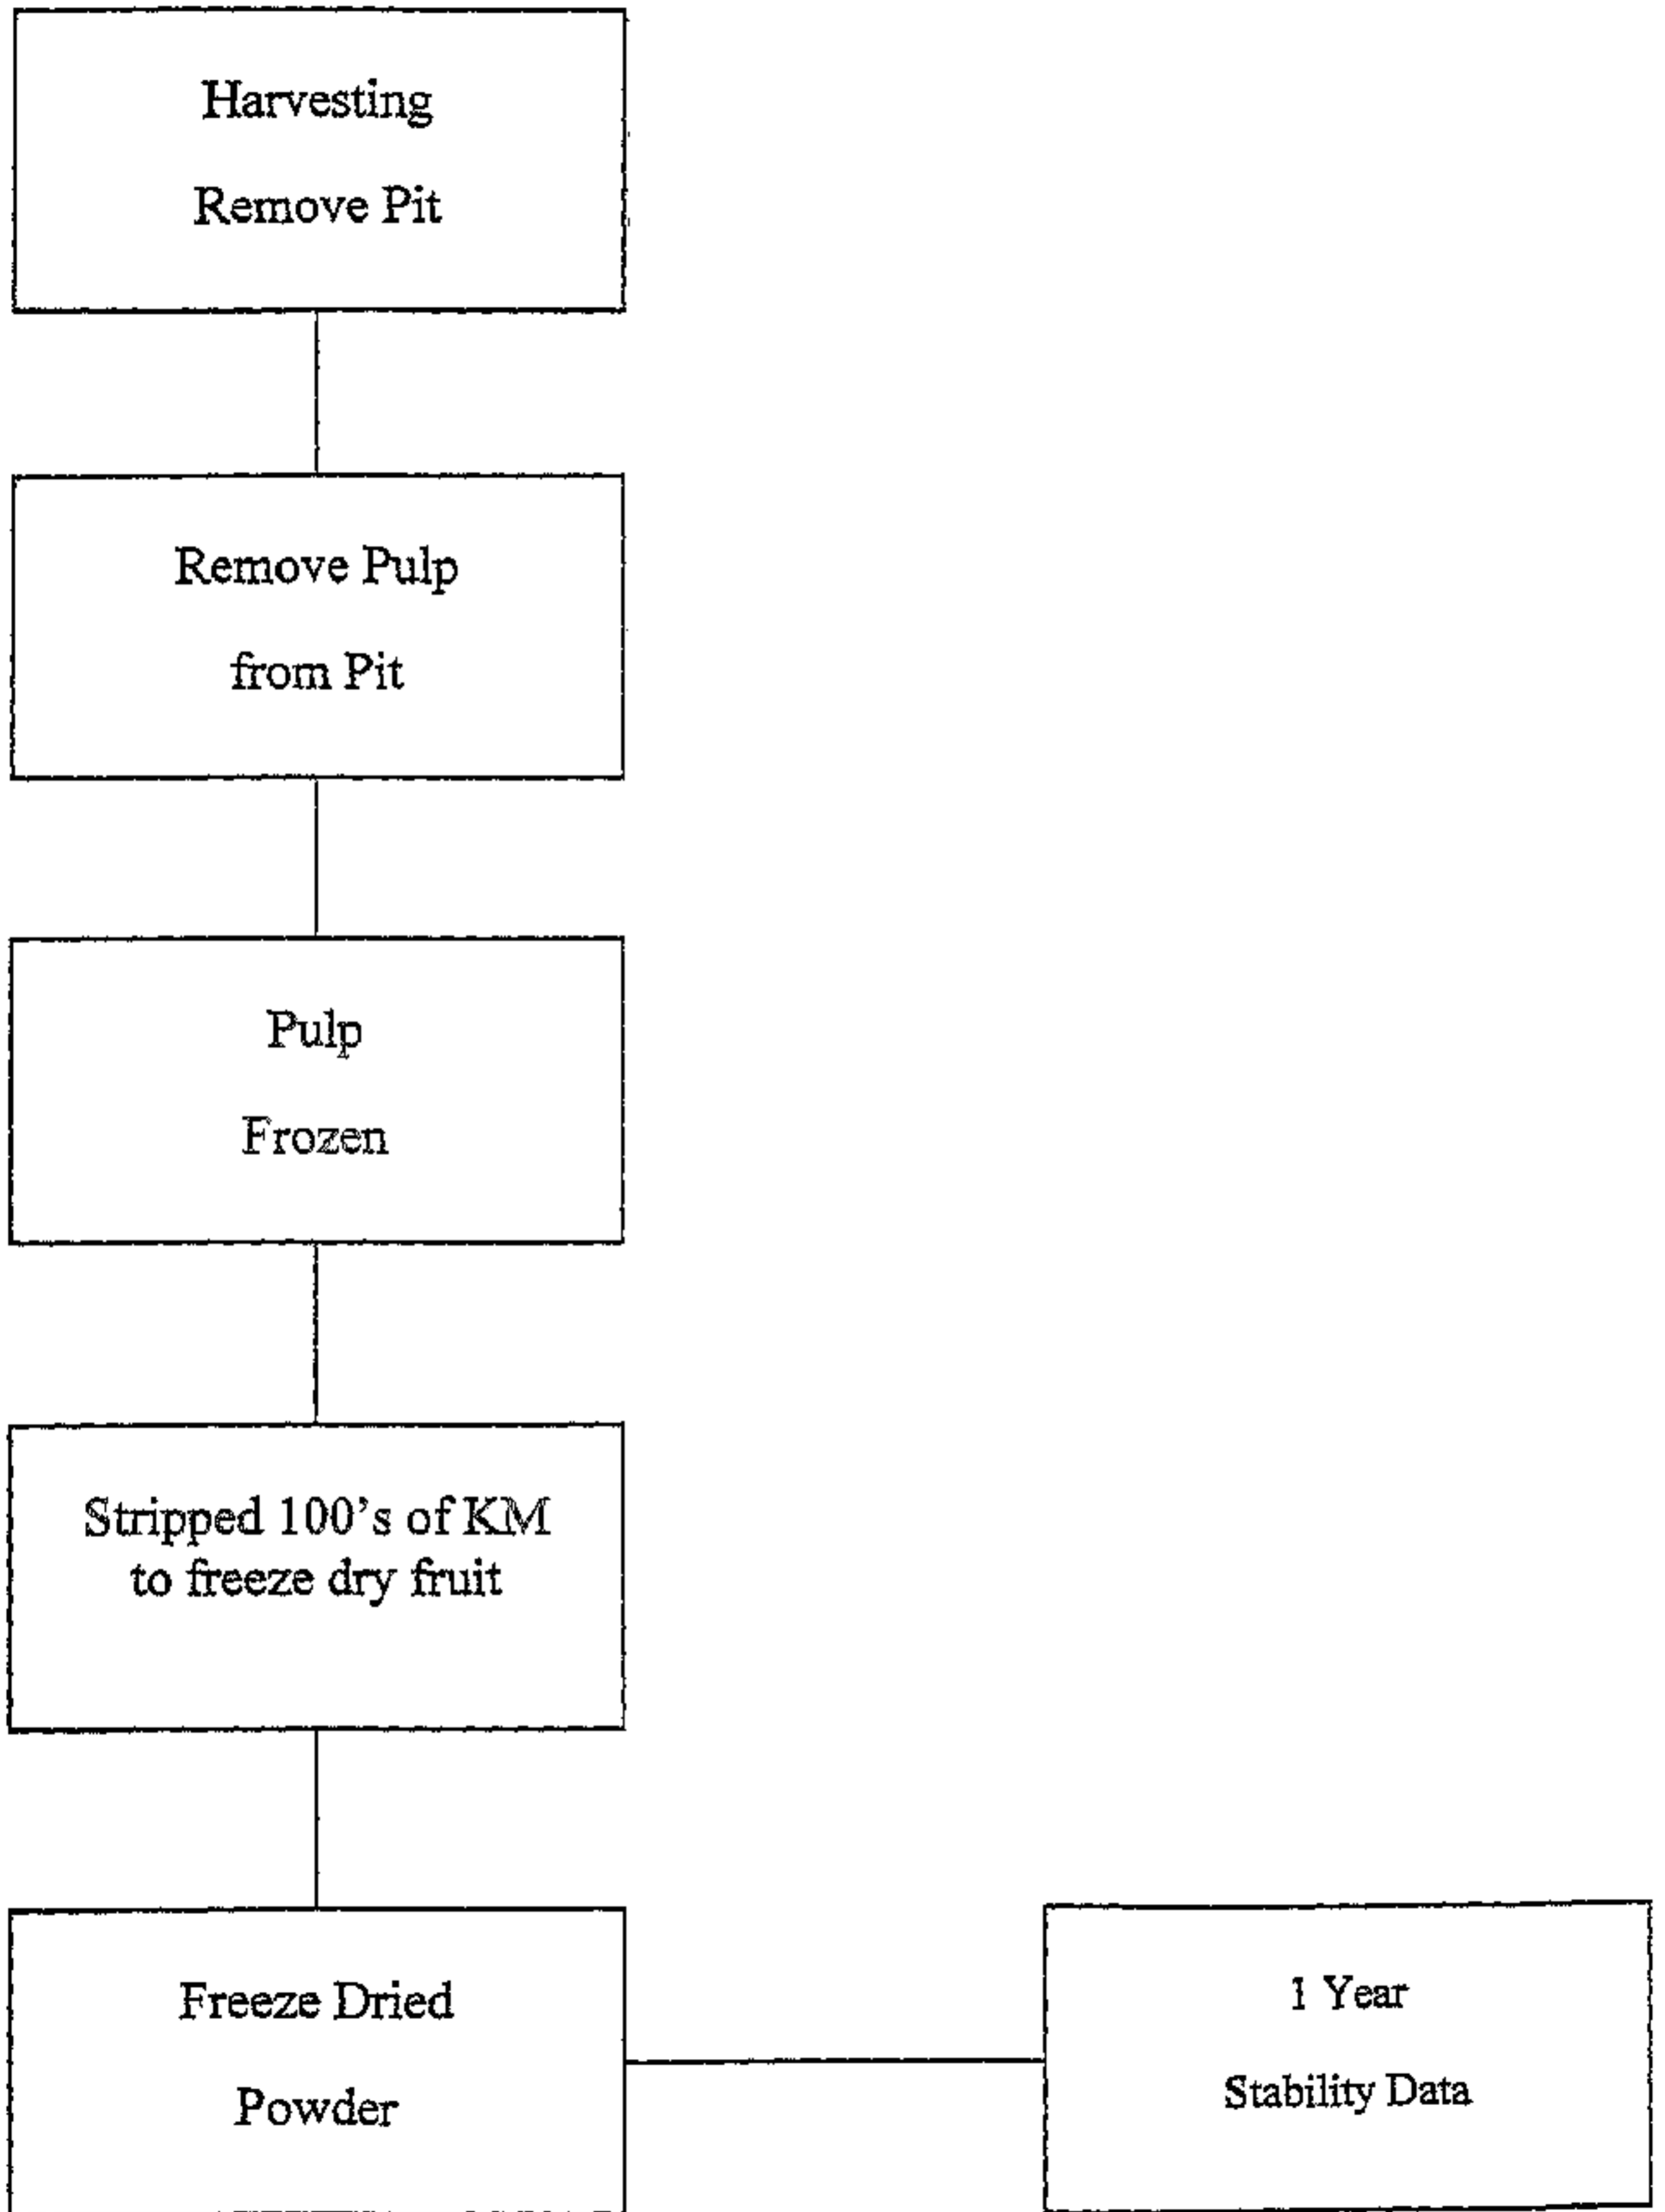 Harvesting
Remove Pit
Remove Pulp
from Pit
Pulp
Frozen
Stripped 100's of KM
to freeze dry fruit
Freeze Dried
Powder
1 Year
Stability Data